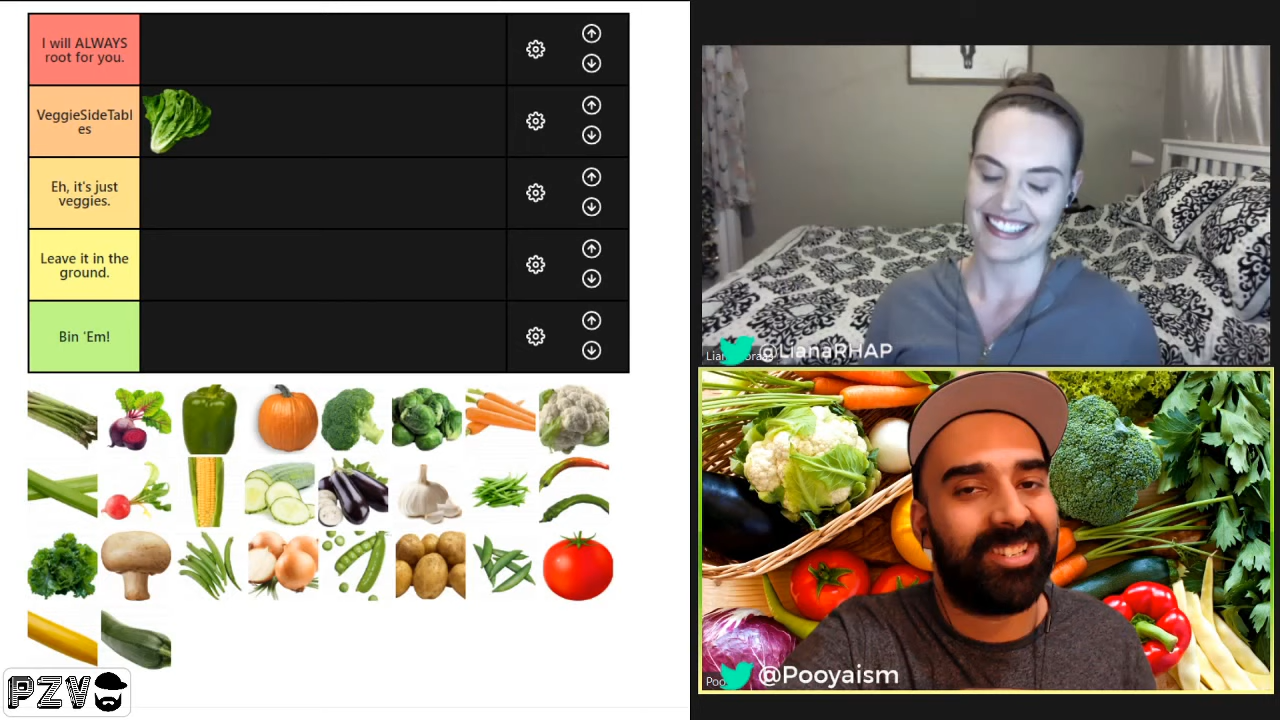 I will ALWAYS
root for you.
VeggieSideTabl
es
Eh, it's just
veggies.
Leave it in the
ground.
Bin 'Em!
@LianaRHAP
@Pooyaism
PZV